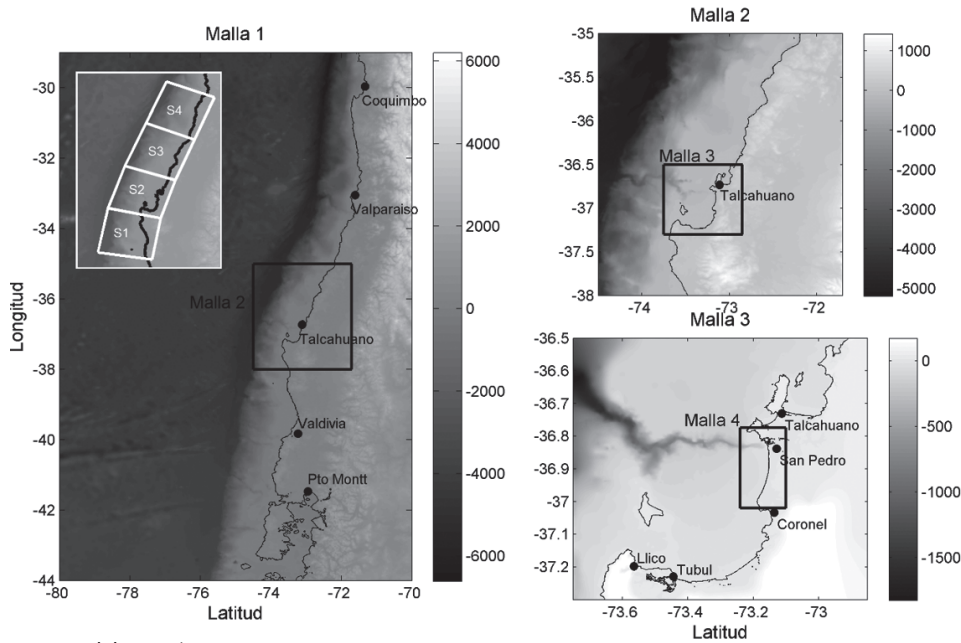 Malla 1
-30
-32
-34
-36
-38
-40
-42
-44
-80
-78
-76
-74
-72
-70
Longitud
Latitud
S4
S3
S2
S1
Coquimbo
Valparaiso
Malla 2
Talcahuano
Valdivia
Pto Montt
6000
4000
2000
0
-2000
-4000
-6000
Malla 2
-35
-35.5
-36
-36.5
-37
-37.5
-38
-74
-73
-72
Malla 3
Talcahuano
1000
0
-1000
-2000
-3000
-4000
-5000
Malla 3
-36.5
-36.6
-36.7
-36.8
-36.9
-37
-37.1
-37.2
-73.6
-73.4
-73.2
-73
Latitud
Malla 4
Talcahuano
San Pedro
Coronel
Llico
Tubul
0
-500
-1000
-1500